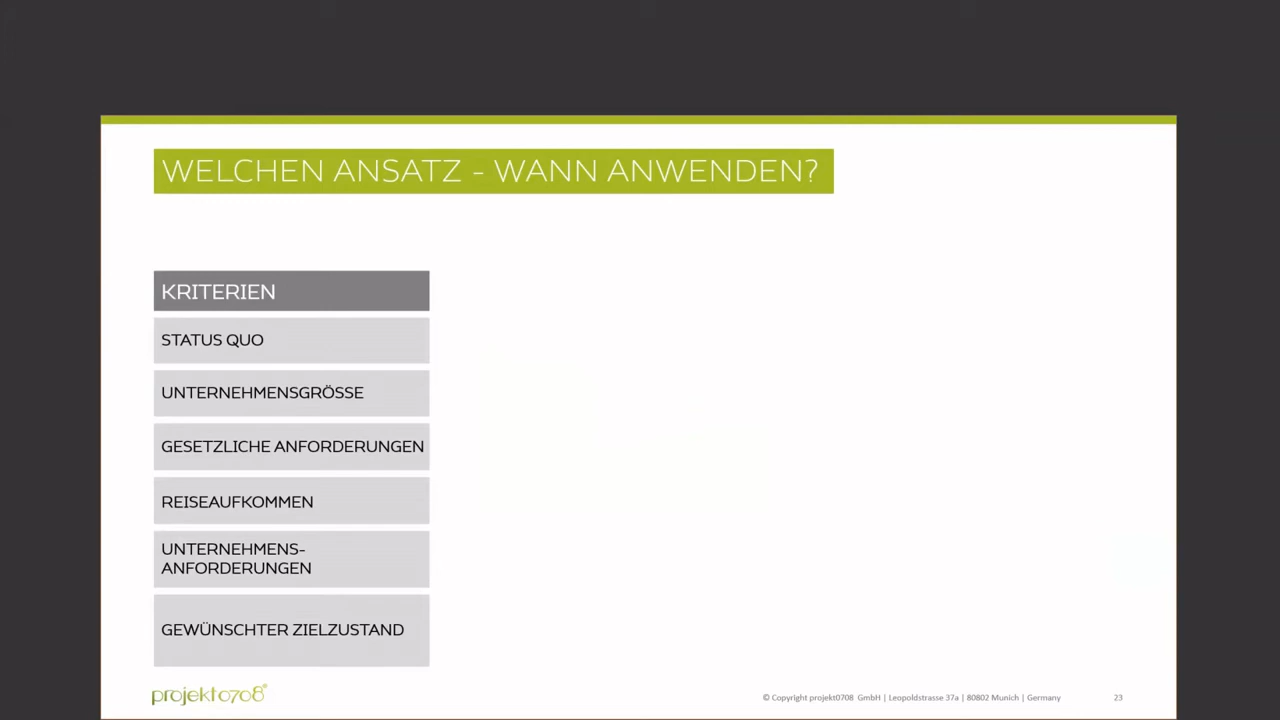 WELCHEN ANSATZ - WANN ANWENDEN?
KRITERIEN
STATUS QUO
UNTERNEHMENSGRÖSSE
GESETZLICHE ANFORDERUNGEN
REISEAUFKOMMEN
UNTERNEHMENS-
ANFORDERUNGEN
GEWÜNSCHTER ZIELZUSTAND
projekt0708®
© Copyright projekt0708 GmbH | Leopoldstrasse 37a | 80802 Munich | Germany
23